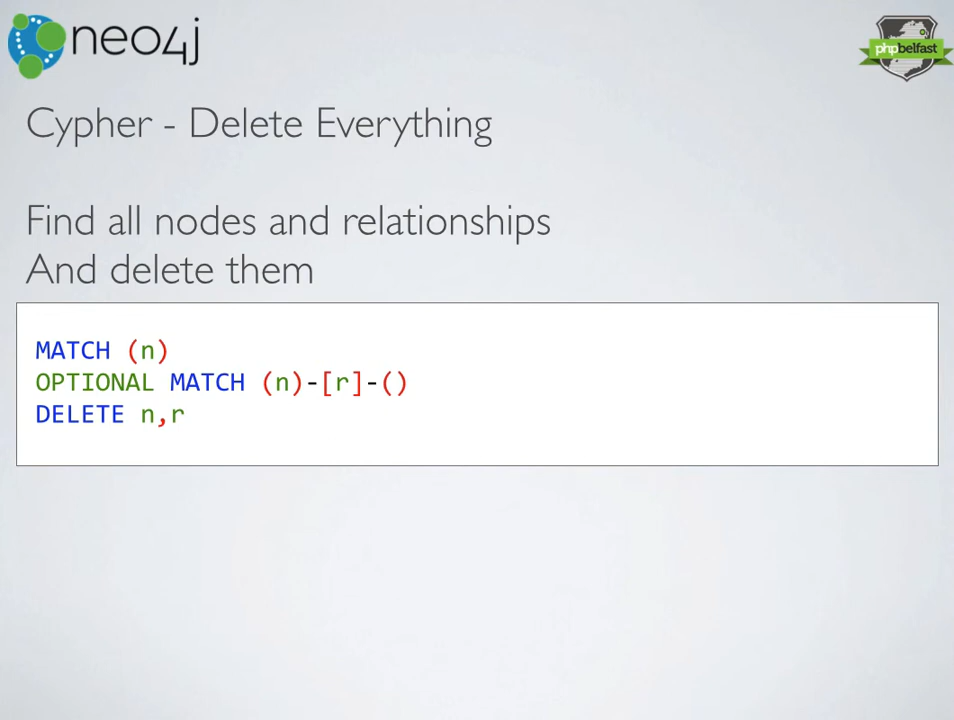 neo4j
phpbelfast
Cypher - Delete Everything
Find all nodes and relationships
And delete them
MATCH (n)
OPTIONAL MATCH (n)-[r]-()
DELETE n,r